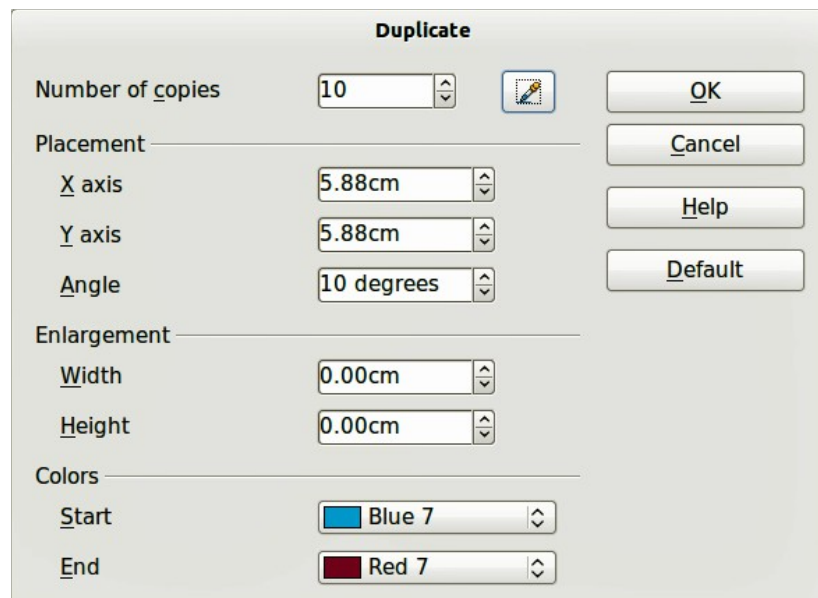 Duplicate
Number of copies 10 OK
Placement Cancel
X axis 5.88cm
Help
Y axis 5.88cm
Default
Angle 10 degrees
Enlargement
Width 0.00cm
Height 0.00cm
Colors
Start Blue 7
End Red 7